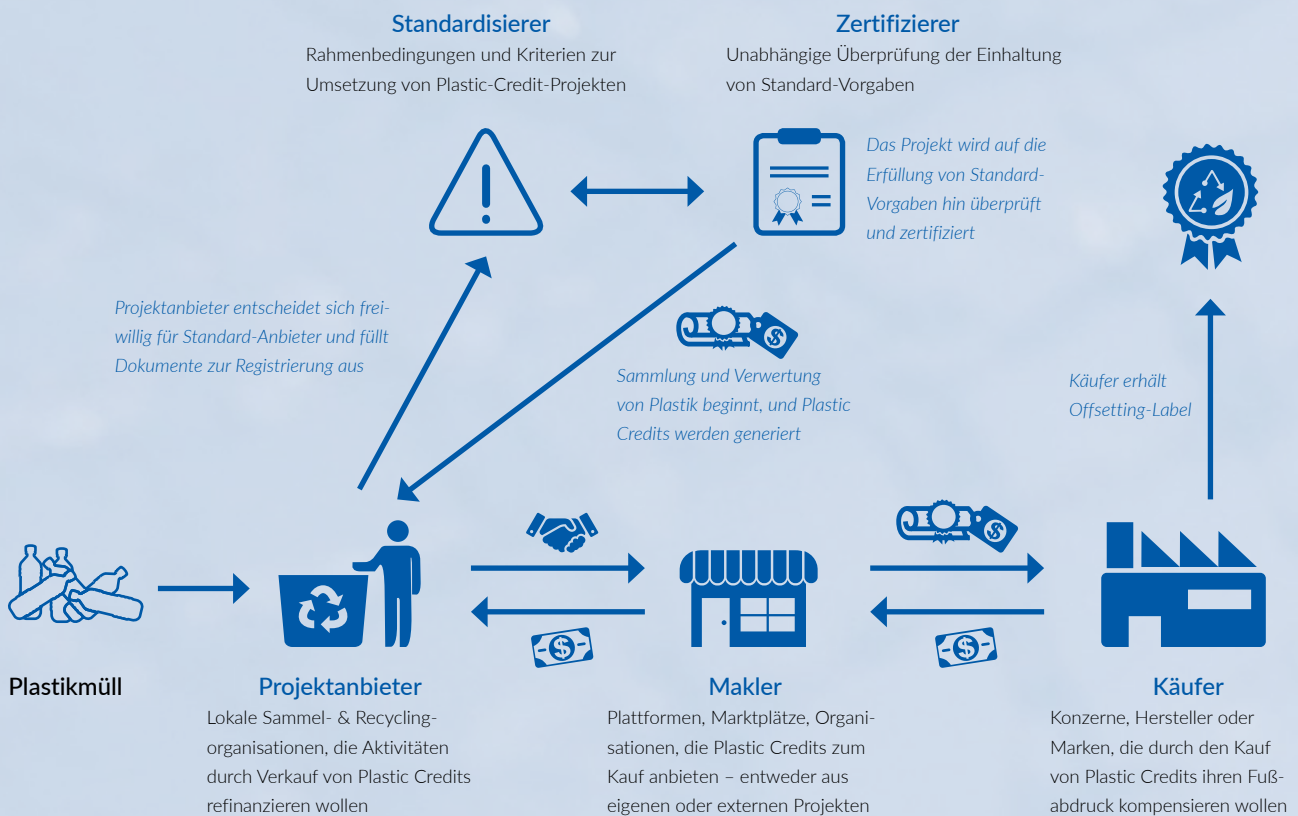 Standardisierer
Rahmenbedingungen und Kriterien zur
Umsetzung von Plastic-Credit-Projekten
Zertifizierer
Unabhängige Überprüfung der Einhaltung
von Standard-Vorgaben
Das Projekt wird auf die
Erfüllung von Standard-
Vorgaben hin überprüft
und zertifiziert
Projektanbieter entscheidet sich frei-
willig für Standard-Anbieter und füllt
Dokumente zur Registrierung aus
$
Sammlung und Verwertung
von Plastik beginnt, und Plastic
Credits werden generiert
Käufer erhält
Offsetting-Label
$
$
$
Plastikmüll
Projektanbieter
Lokale Sammel- & Recycling-
organisationen, die Aktivitäten
durch Verkauf von Plastic Credits
refinanzieren wollen
Makler
Plattformen, Marktplätze, Organi-
sationen, die Plastic Credits zum
Kauf anbieten – entweder aus
eigenen oder externen Projekten
Käufer
Konzerne, Hersteller oder
Marken, die durch den Kauf
von Plastic Credits ihren Fuß-
abdruck kompensieren wollen